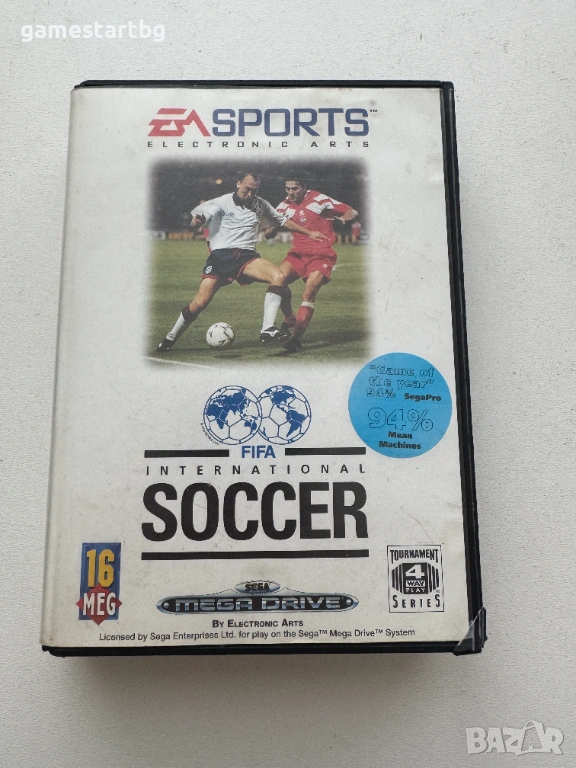 gamestartbg
EA SPORTS™
ELECTRONIC ARTS
"Game of
the year"
94% SegaPro
94%
Mean
Machines
FIFA
INTERNATIONAL
SOCCER
16
MEG
SEGA
MEGA DRIVE
TOURNAMENT
4
WAY
PLAY
SERIES
BY ELECTRONIC ARTS
Licensed by Sega Enterprises Ltd. for play on the Sega™ Mega Drive™ System
BAZAR